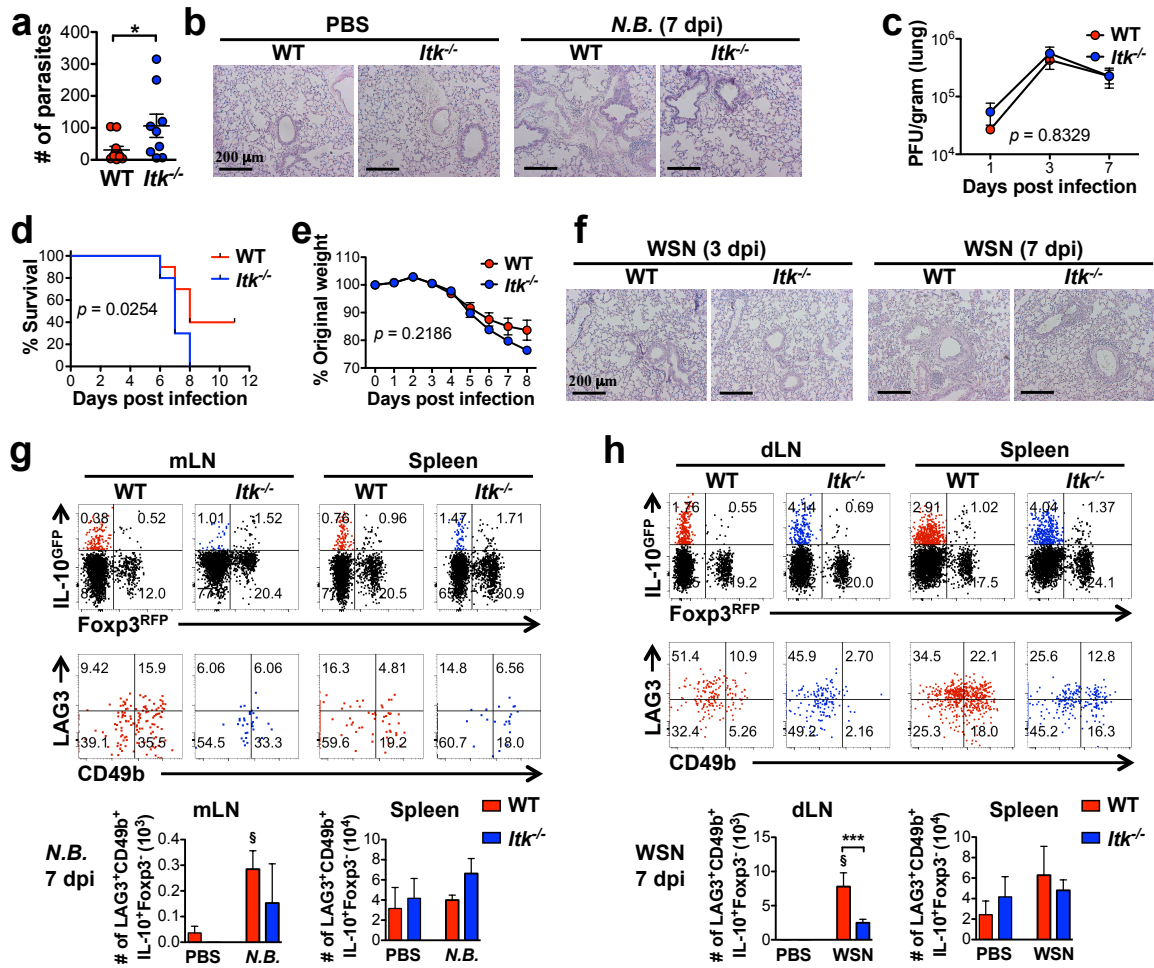 a
# of parasites
400
300
200
100
0
*
WT Itk-/-
b
PBS
N.B. (7 dpi)
WT Itk-/- WT Itk-/-
200 µm
c
PFU/gram (lung)
10^6
10^5
10^4
WT
Itk-/-
p = 0.8329
1 3 7
Days post infection
d
% Survival
100
80
60
40
20
0
WT
Itk-/-
p = 0.0254
0 2 4 6 8 10 12
Days post infection
e
% Original weight
110
100
90
80
70
WT
Itk-/-
p = 0.2186
0 1 2 3 4 5 6 7 8
Days post infection
f
WSN (3 dpi)
WSN (7 dpi)
WT Itk-/- WT Itk-/-
200 µm
g
mLN Spleen
WT Itk-/- WT Itk-/-
IL-10GFP
0.38 0.52 1.01 1.52 0.76 0.96 1.47 1.71
12.0 20.4 20.5 30.9
Foxp3RFP
LAG3
9.42 15.9 6.06 6.06 16.3 4.81 14.8 6.56
39.1 35.5 54.5 33.3 59.6 19.2 60.7 18.0
CD49b
N.B.
7 dpi
mLN
# of LAG3+CD49b+
IL-10+Foxp3- (10^3)
0.4
0.3
0.2
0.1
0.0
§
PBS N.B.
Spleen
# of LAG3+CD49b+
IL-10+Foxp3- (10^4)
10
8
6
4
2
0
PBS N.B.
WT
Itk-/-
h
dLN Spleen
WT Itk-/- WT Itk-/-
IL-10GFP
1.76 0.55 4.14 0.69 2.91 1.02 4.04 1.37
19.2 20.0 17.5 24.1
Foxp3RFP
LAG3
51.4 10.9 45.9 2.70 34.5 22.1 25.6 12.8
32.4 5.26 49.2 2.16 25.3 18.0 45.2 16.3
CD49b
WSN
7 dpi
dLN
# of LAG3+CD49b+
IL-10+Foxp3- (10^3)
15
10
5
0
***
§
PBS WSN
Spleen
# of LAG3+CD49b+
IL-10+Foxp3- (10^4)
10
8
6
4
2
0
PBS WSN
WT
Itk-/-